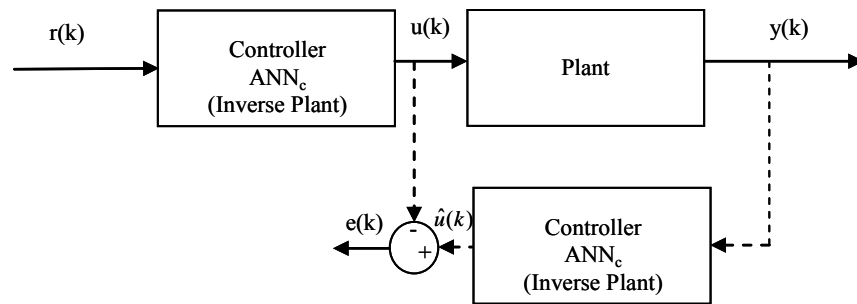 r(k)
Controller
ANNc
(Inverse Plant)
u(k)
Plant
y(k)
e(k)
-
+
û(k)
Controller
ANNc
(Inverse Plant)